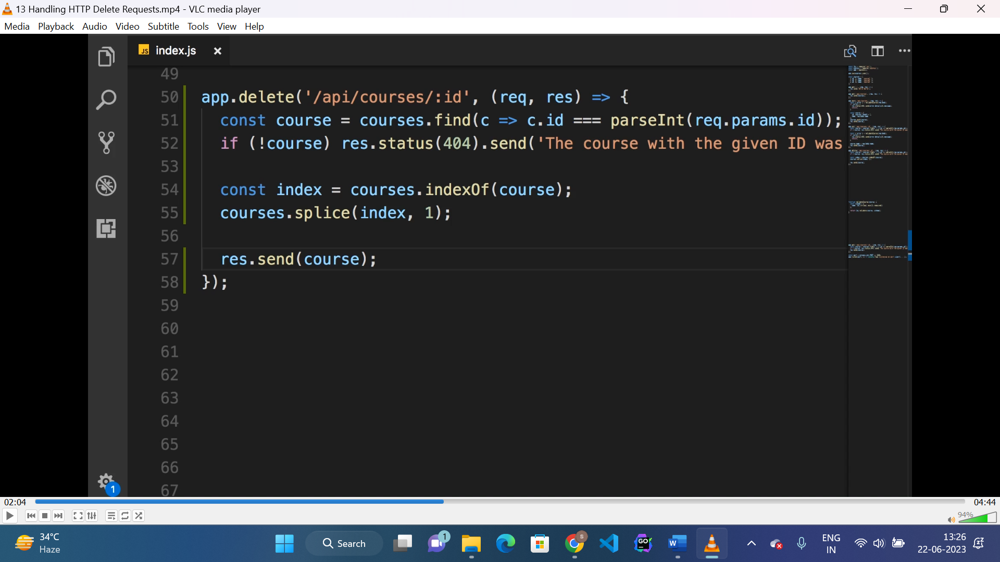 13 Handling HTTP Delete Requests.mp4 - VLC media player
Media Playback Audio Video Subtitle Tools View Help
JS index.js
49
50 app.delete('/api/courses/:id', (req, res) => {
51 const course = courses.find(c => c.id === parseInt(req.params.id));
52 if (!course) res.status(404).send('The course with the given ID was
53
54 const index = courses.indexOf(course);
55 courses.splice(index, 1);
56
57 res.send(course);
58 });
59
60
61
62
63
64
65
66
67
1
02:04 04:44
94%
34°C
Haze
Search
1
S
GO
W
ENG
IN
13:26
22-06-2023